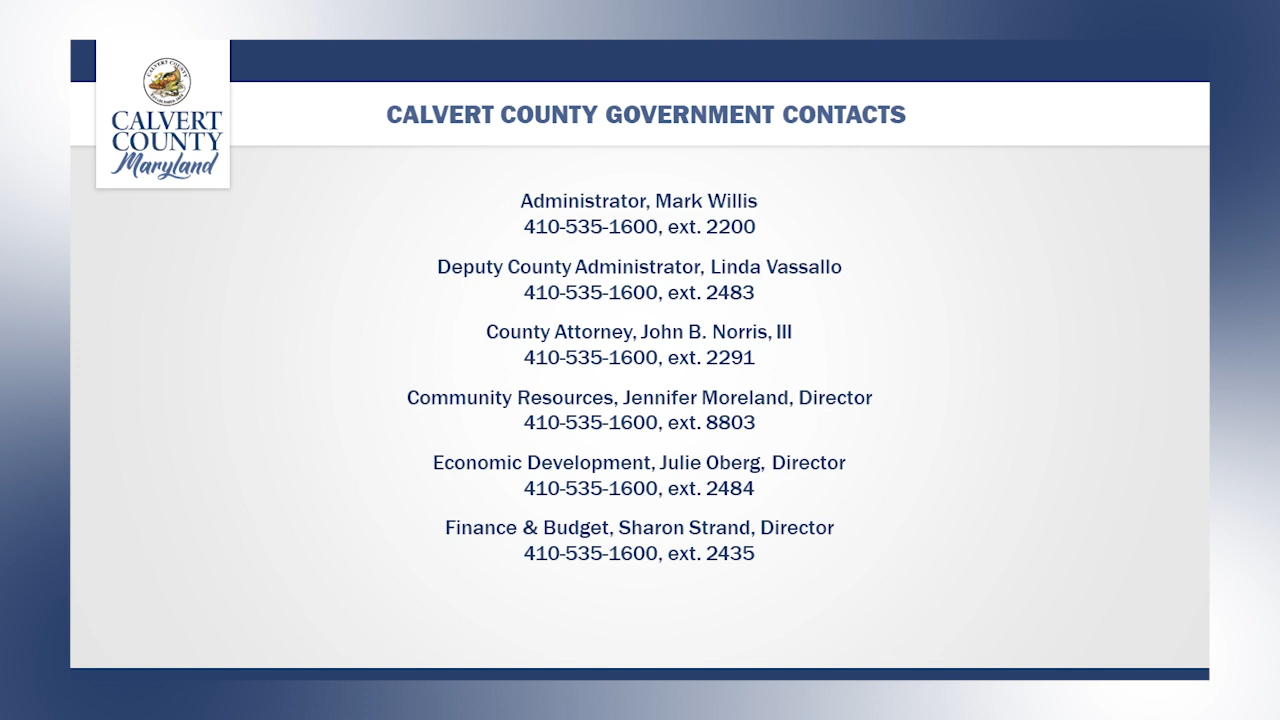 CALVERT COUNTY
CALVERT
COUNTY
Maryland
CALVERT COUNTY GOVERNMENT CONTACTS
Administrator, Mark Willis
410-535-1600, ext. 2200
Deputy County Administrator, Linda Vassallo
410-535-1600, ext. 2483
County Attorney, John B. Norris, III
410-535-1600, ext. 2291
Community Resources, Jennifer Moreland, Director
410-535-1600, ext. 8803
Economic Development, Julie Oberg, Director
410-535-1600, ext. 2484
Finance & Budget, Sharon Strand, Director
410-535-1600, ext. 2435